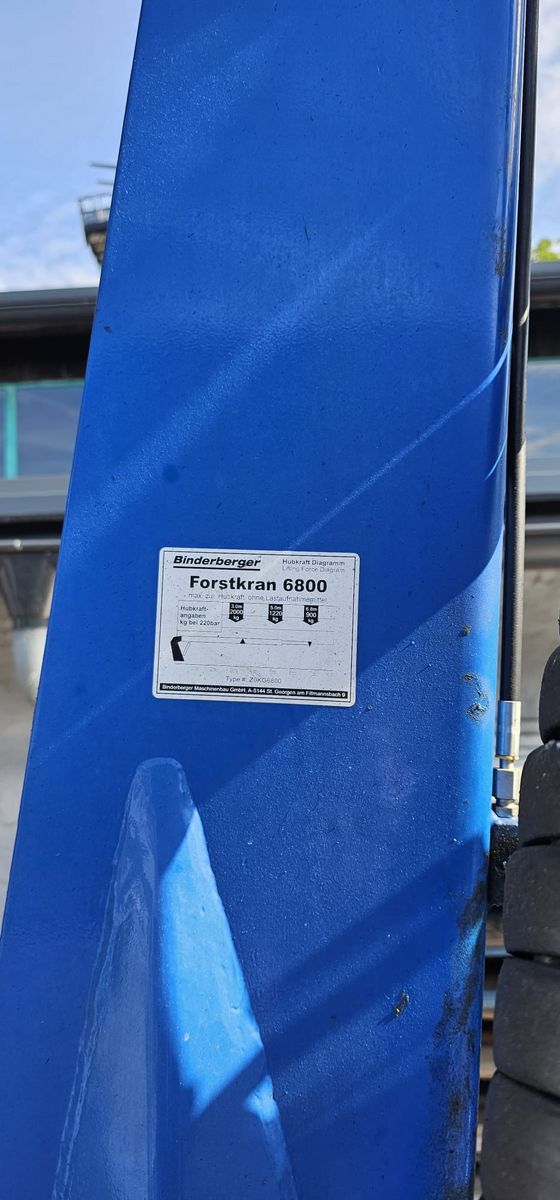 Binderberger
Hubkraft Diagramm
Lifting Force Diagram
Forstkran 6800
- max. zul. Hubkraft, ohne Lastaufnahmemittel
Hubkraft-
angaben
kg bei 220bar
3.0m
2000
kg
5.0m
1220
kg
6.8m
900
kg
Type #: Z0KG6800
Binderberger Maschinenbau GmbH, A-5144 St. Georgen am Fillmannsbach 9